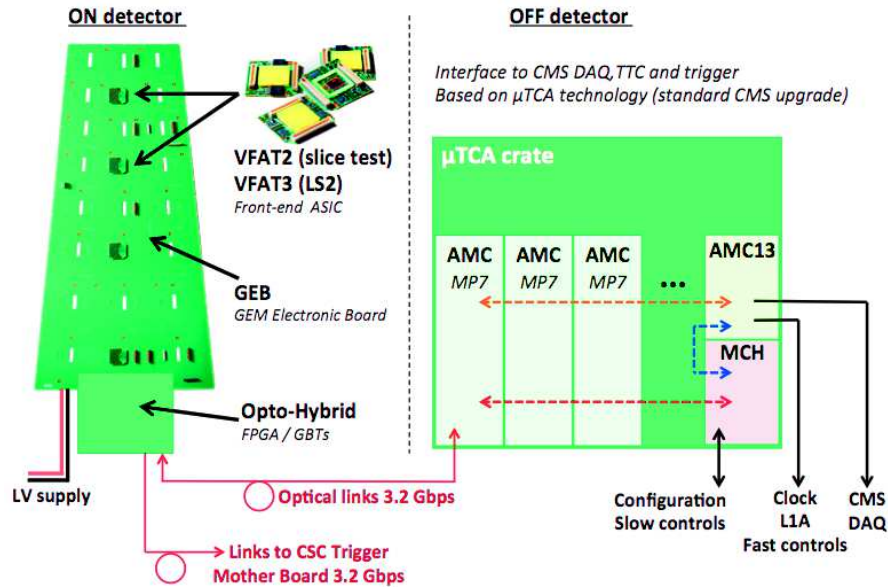 ON detector
OFF detector
Interface to CMS DAQ,TTC and trigger
Based on µTCA technology (standard CMS upgrade)
VFAT2 (slice test)
VFAT3 (LS2)
Front-end ASIC
GEB
GEM Electronic Board
Opto-Hybrid
FPGA / GBTs
LV supply
Optical links 3.2 Gbps
Links to CSC Trigger
Mother Board 3.2 Gbps
µTCA crate
AMC
MP7
AMC
MP7
AMC
MP7
...
AMC13
MCH
Configuration
Slow controls
Clock
L1A
Fast controls
CMS
DAQ